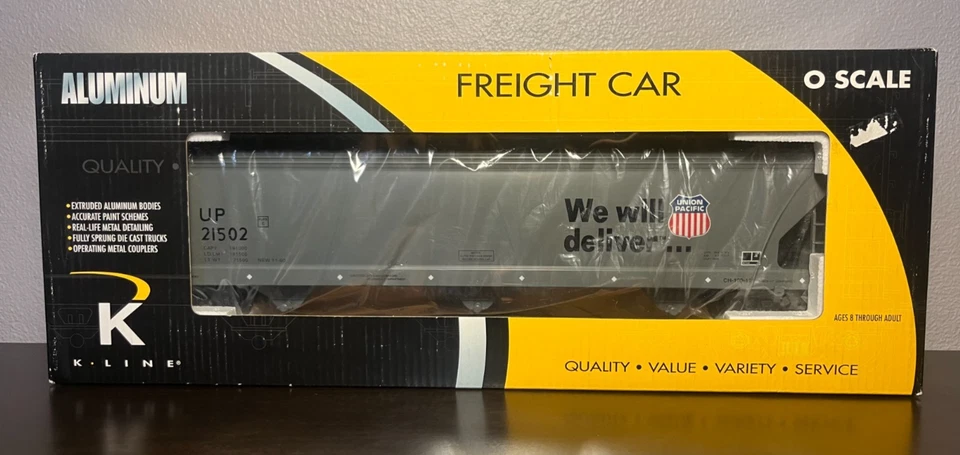 ALUMINUM
FREIGHT CAR
O SCALE
QUALITY •
• EXTRUDED ALUMINUM BODIES
• ACCURATE PAINT SCHEMES
• REAL-LIFE METAL DETAILING
• FULLY SPRUNG DIE CAST TRUCKS
• OPERATING METAL COUPLERS
UP
21502
We will
deliver...
UNION
PACIFIC
K
K·LINE®
AGES 8 THROUGH ADULT
QUALITY • VALUE • VARIETY • SERVICE